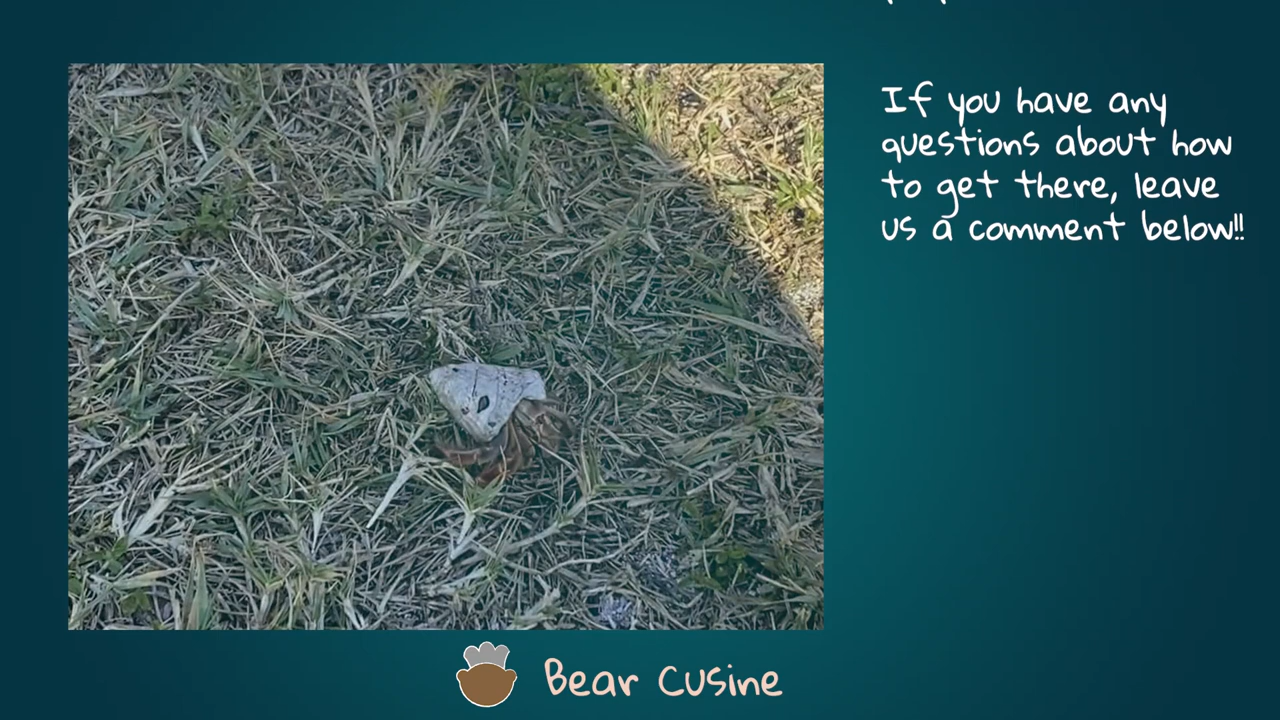 If you have any
questions about how
to get there, leave
us a comment below!!
Bear Cusine